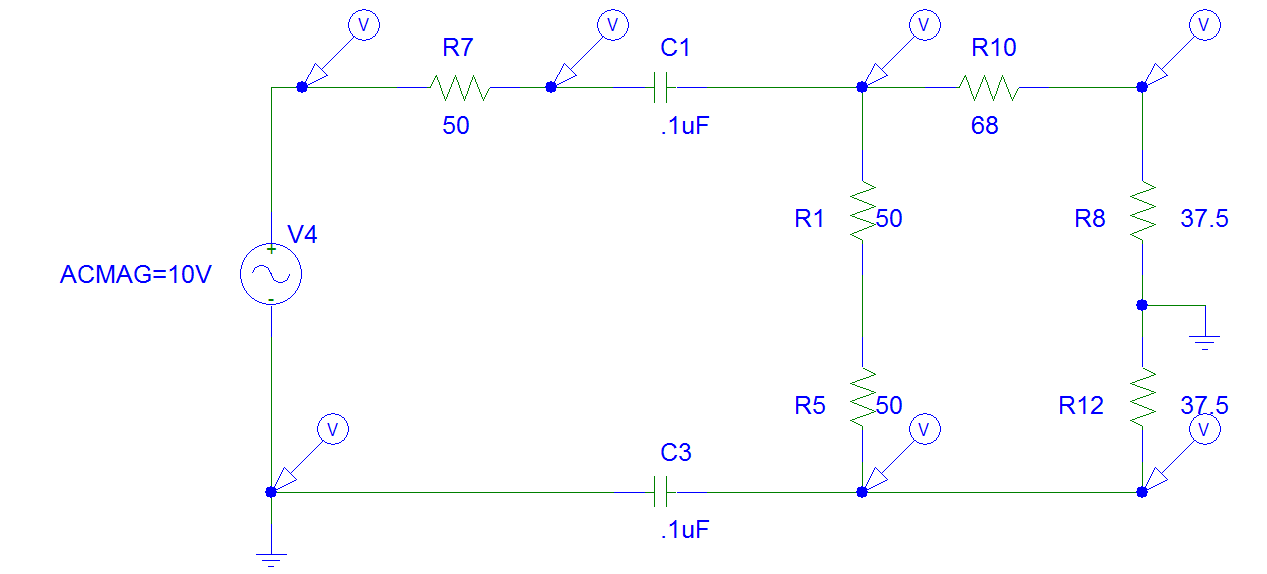 V
V
V
V
R7
C1
R10
50
.1uF
68
R1
50
R8
37.5
V4
+
ACMAG=10V
-
R5
50
R12
37.5
V
V
V
C3
.1uF